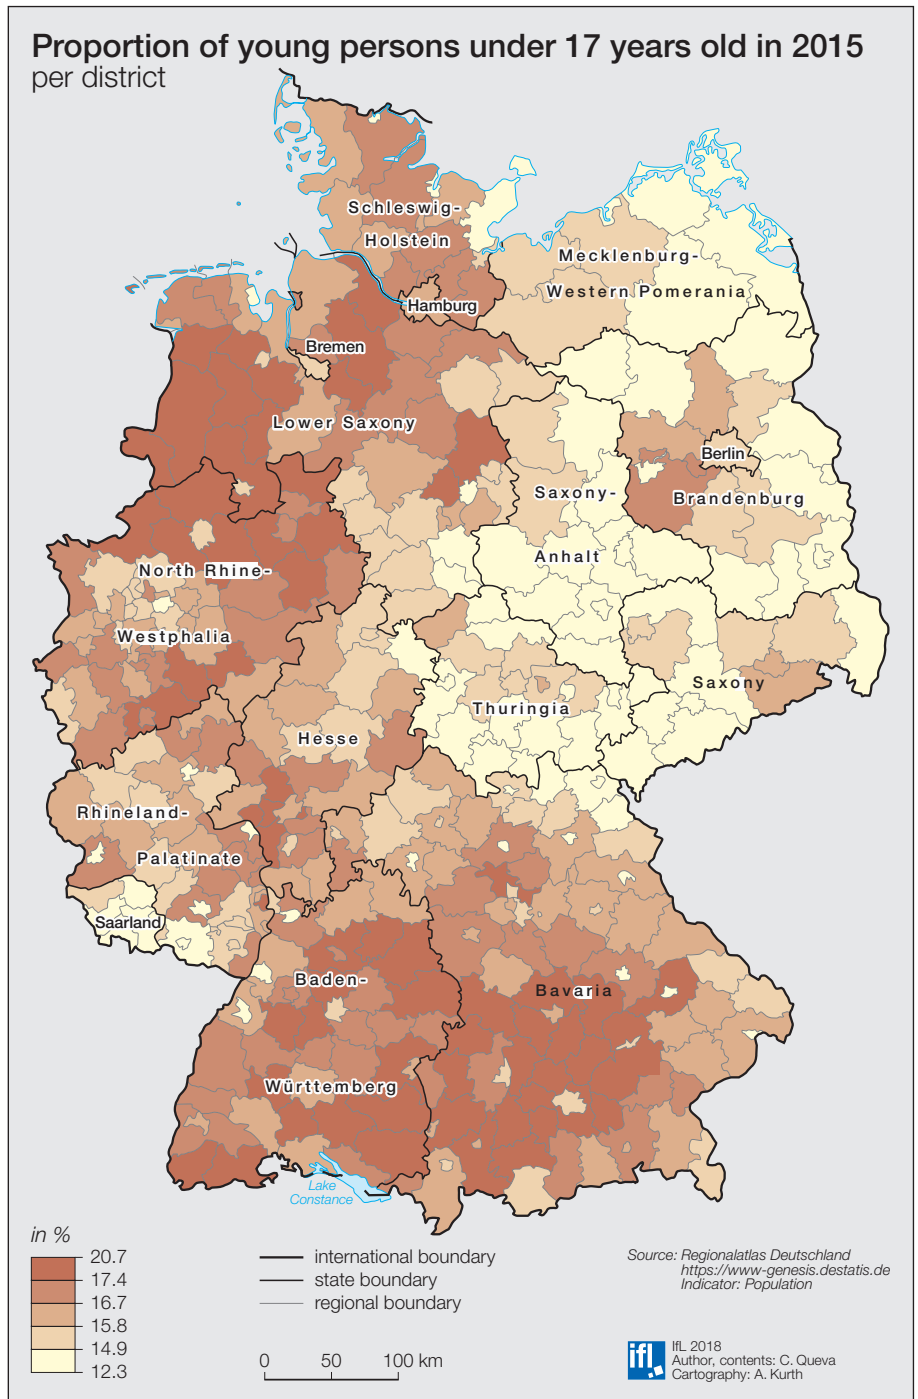 Proportion of young persons under 17 years old in 2015
per district
Schleswig-
Holstein
Mecklenburg-
Western Pomerania
Hamburg
Bremen
Lower Saxony
Berlin
Saxony-
Brandenburg
Anhalt
North Rhine-
Westphalia
Saxony
Thuringia
Hesse
Rhineland-
Palatinate
Saarland
Baden-
Bavaria
Württemberg
Lake
Constance
in %
20.7
17.4
16.7
15.8
14.9
12.3
international boundary
state boundary
regional boundary
0 50 100 km
Source: Regionalatlas Deutschland
https://www-genesis.destatis.de
Indicator: Population
ifl
IfL 2018
Author, contents: C. Queva
Cartography: A. Kurth